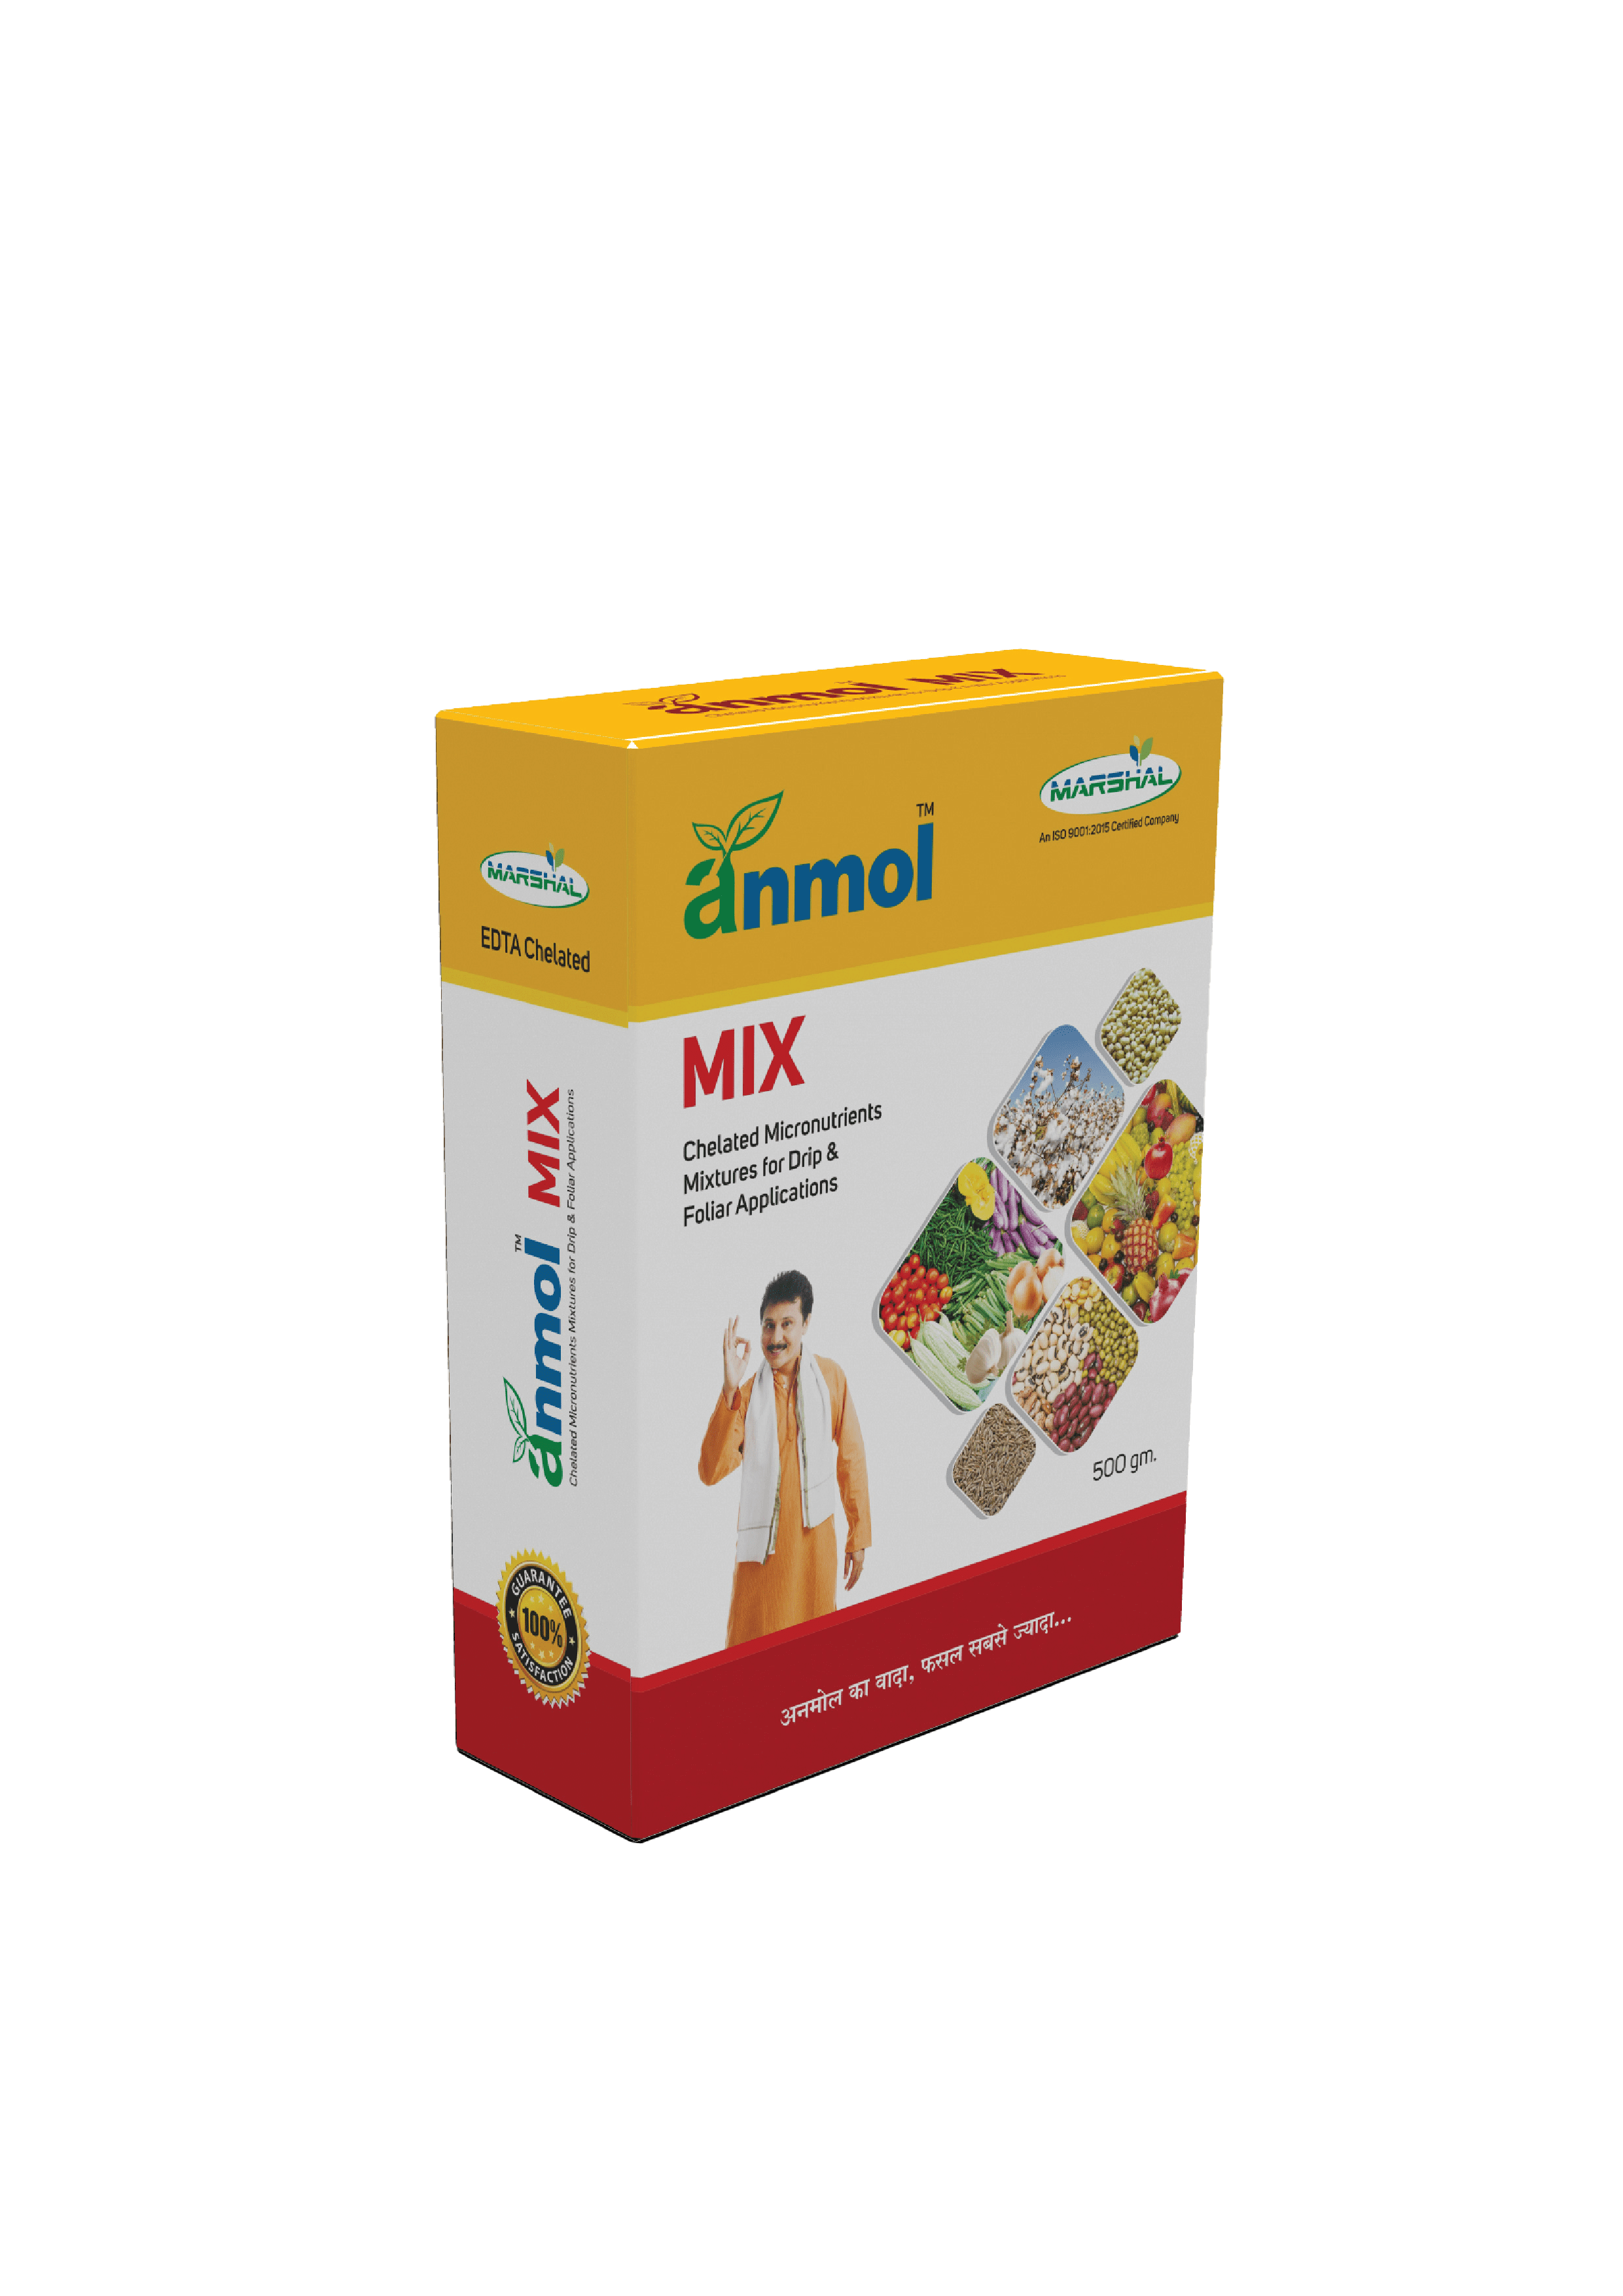 anmol MIX
anmol
TM
MARSHAL
An ISO 9001:2015 Certified Company
MIX
Chelated Micronutrients
Mixtures for Drip &
Foliar Applications
500 gm.
अनमोल का वादा, फसल सबसे ज्यादा...
MARSHAL
EDTA Chelated
anmol TM MIX
Chelated Micronutrients Mixtures for Drip & Foliar Applications
GUARANTEE
100%
SATISFACTION